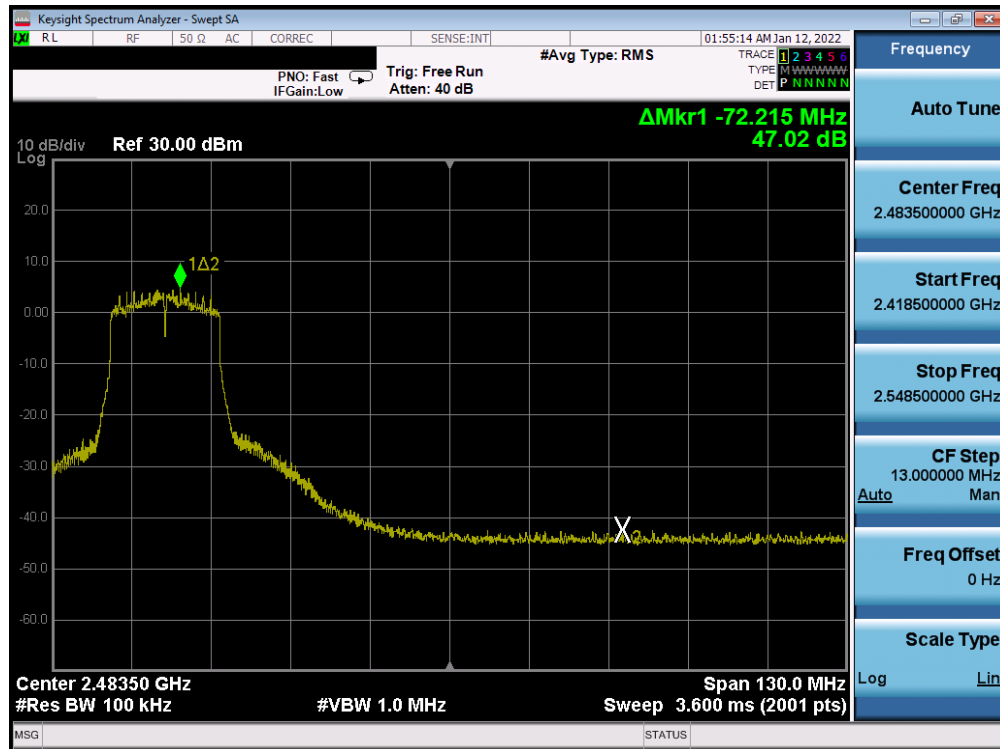 Keysight Spectrum Analyzer - Swept SA
LXI RL RF 50 Ω AC CORREC SENSE:INT 01:55:14 AM Jan 12, 2022
#Avg Type: RMS
TRACE 1 2 3 4 5 6
PNO: Fast Trig: Free Run
TYPE M WWWWW
IFGain:Low Atten: 40 dB
DET P N N N N N
ΔMkr1 -72.215 MHz
47.02 dB
10 dB/div Ref 30.00 dBm
Log
20.0
10.0
1Δ2
0.00
-10.0
-20.0
-30.0
-40.0
X2
-50.0
-60.0
Center 2.48350 GHz Span 130.0 MHz
#Res BW 100 kHz #VBW 1.0 MHz Sweep 3.600 ms (2001 pts)
MSG STATUS
Frequency
Auto Tune
Center Freq
2.483500000 GHz
Start Freq
2.418500000 GHz
Stop Freq
2.548500000 GHz
CF Step
13.000000 MHz
Auto Man
Freq Offset
0 Hz
Scale Type
Log Lin